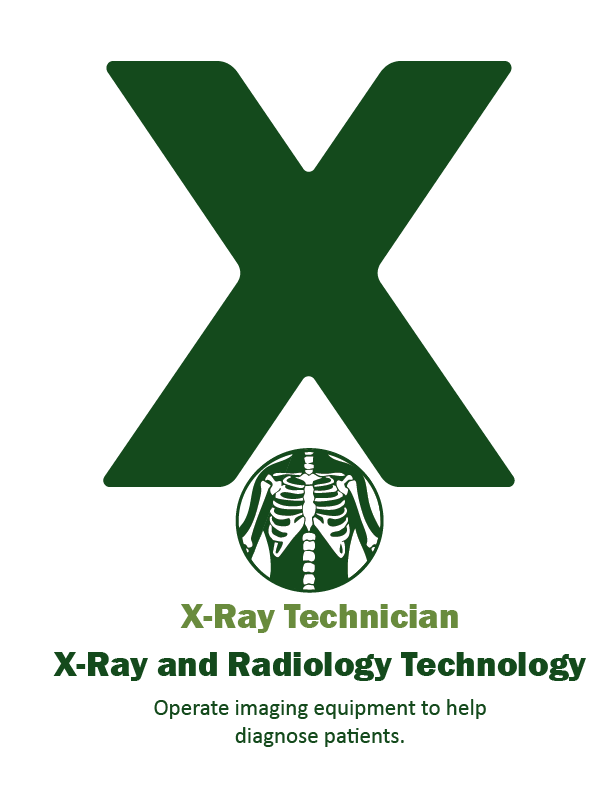 X
X-Ray Technician
X-Ray and Radiology Technology
Operate imaging equipment to help
diagnose patients.